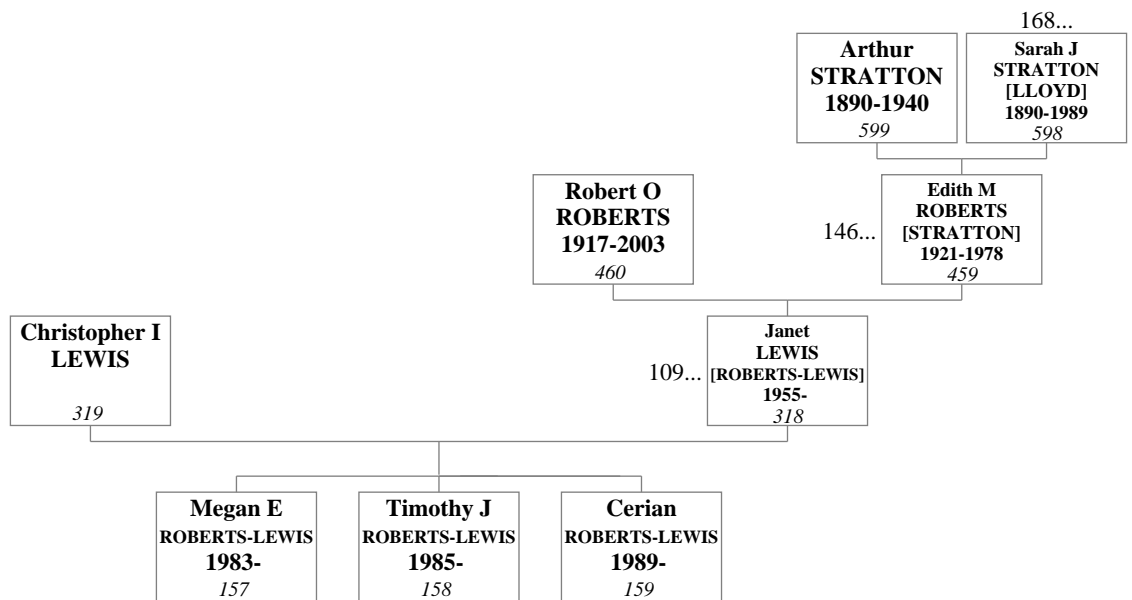 168...
Arthur
STRATTON
1890-1940
599
Sarah J
STRATTON
[LLOYD]
1890-1989
598
Robert O
ROBERTS
1917-2003
460
146...
Edith M
ROBERTS
[STRATTON]
1921-1978
459
Christopher I
LEWIS
319
109...
Janet
LEWIS
[ROBERTS-LEWIS]
1955-
318
Megan E
ROBERTS-LEWIS
1983-
157
Timothy J
ROBERTS-LEWIS
1985-
158
Cerian
ROBERTS-LEWIS
1989-
159